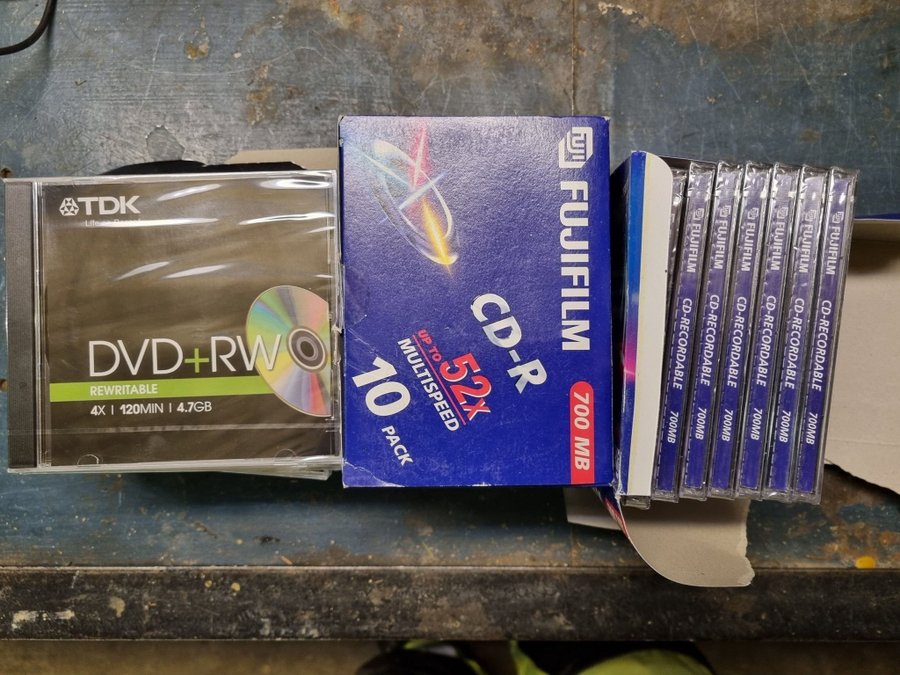 TDK
DVD+RW
REWRITABLE
4X | 120MIN | 4.7GB
FUJI FUJIFILM
CD-R
UP TO 52x
MULTISPEED
10 PACK
700 MB
FUJIFILM CD-RECORDABLE 700MB
FUJIFILM CD-RECORDABLE 700MB
FUJIFILM CD-RECORDABLE 700MB
FUJIFILM CD-RECORDABLE 700MB
FUJIFILM CD-RECORDABLE 700MB
FUJIFILM CD-RECORDABLE 700MB